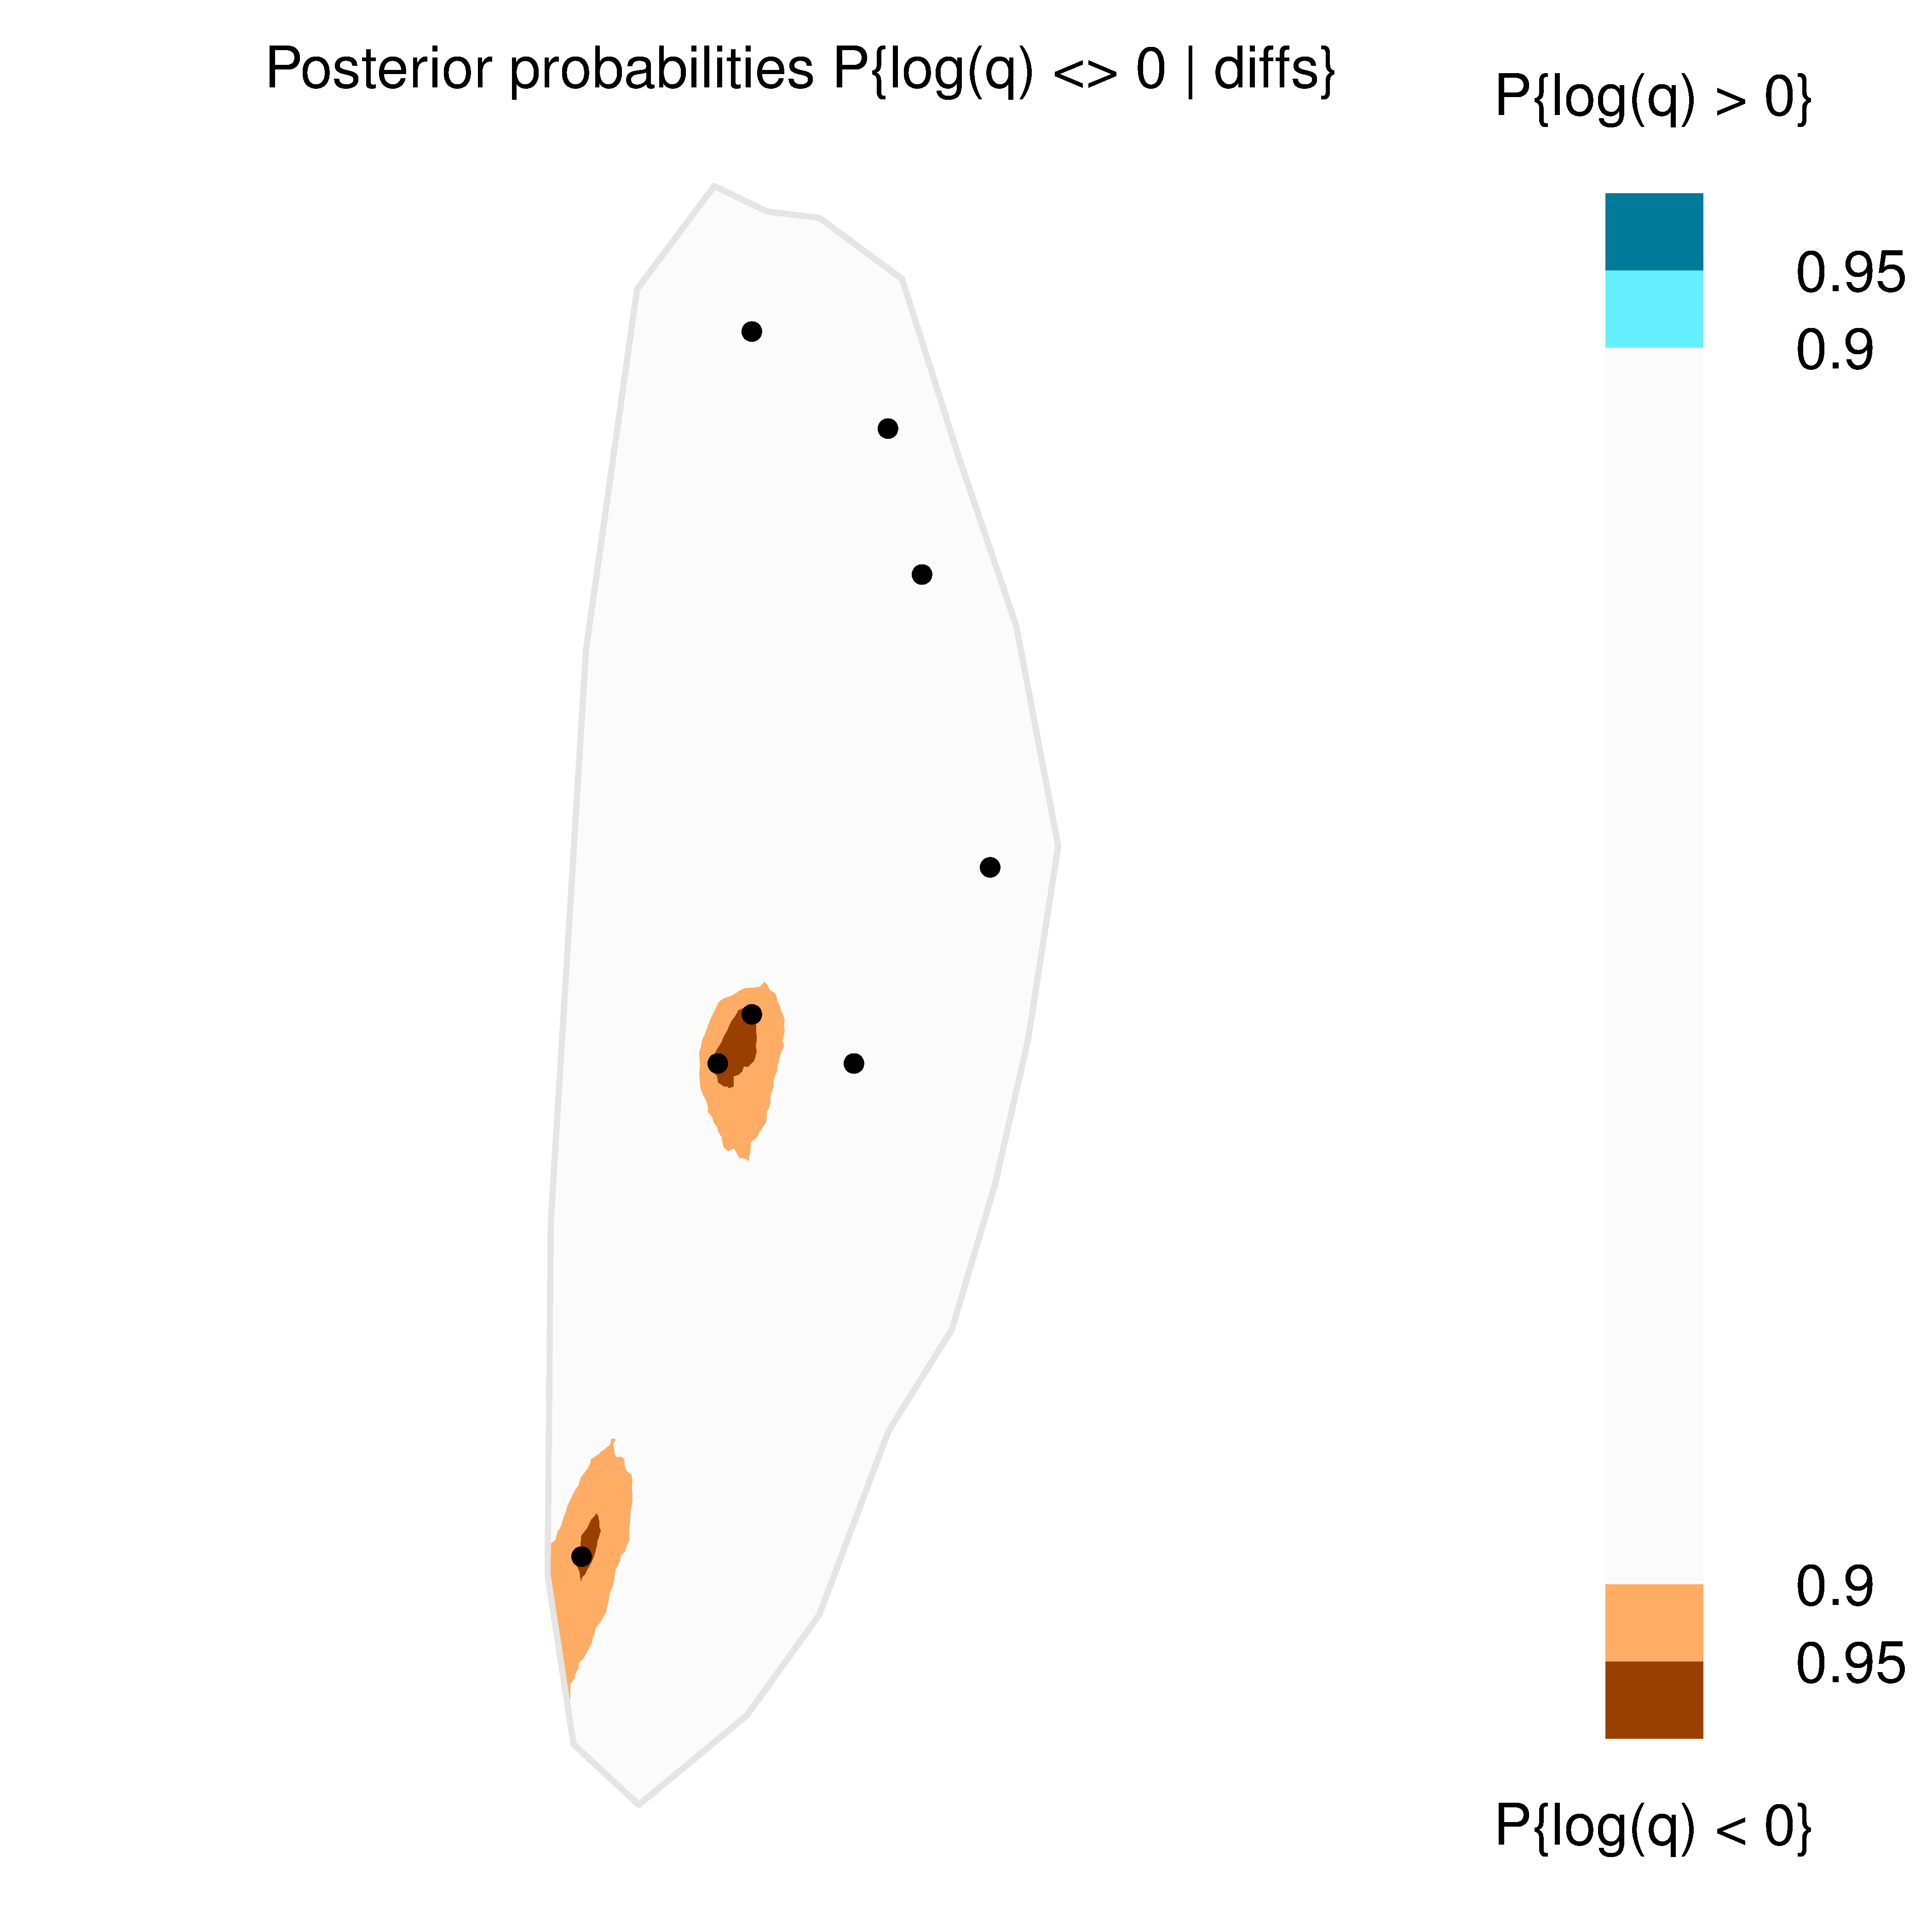 Posterior probabilities P{log(q) <> 0 | diffs}
P{log(q) > 0}
0.95
0.9
0.9
0.95
P{log(q) < 0}